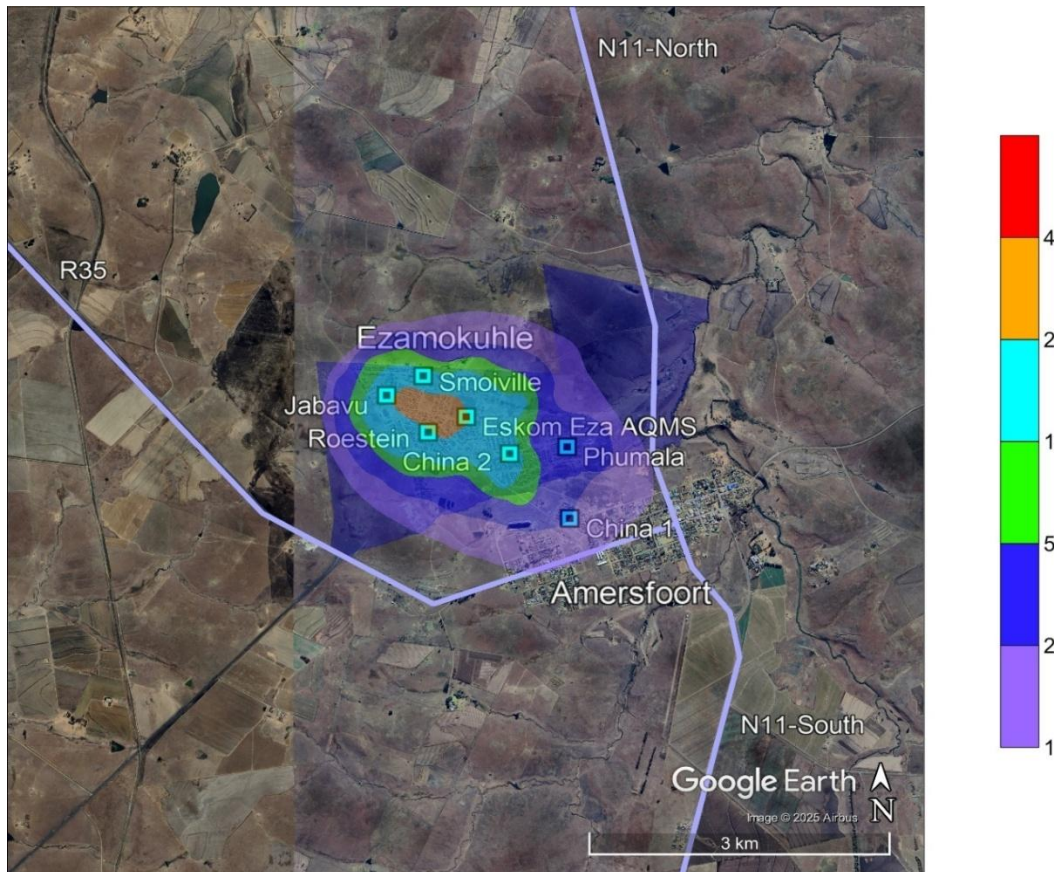 N11-North
R35
Ezamokuhle
Smoiville
Jabavu
Eskom Eza AQMS
Roestein
China 2
Phumala
China 1
Amersfoort
N11-South
Google Earth
N
Image © 2025 Airbus
3 km
4
2
1
5
2
1